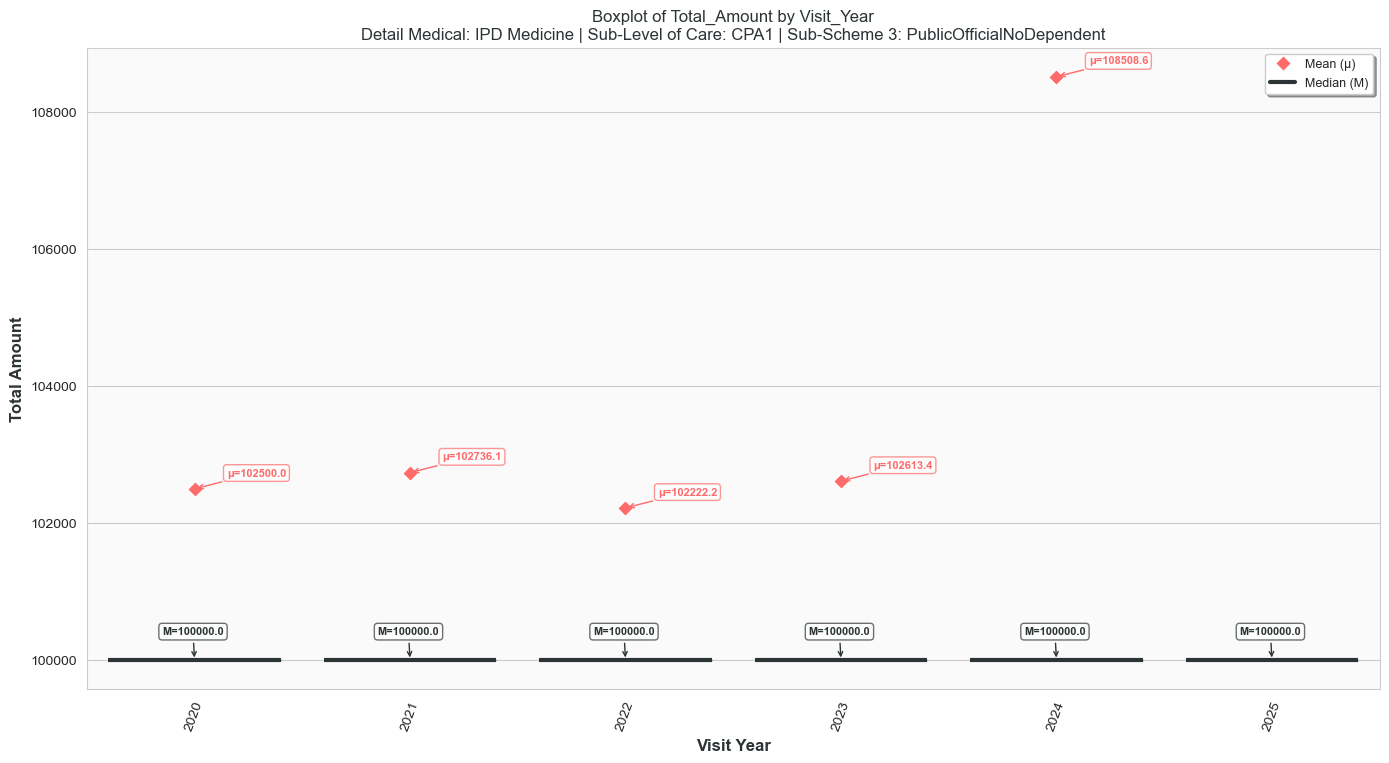 Boxplot of Total_Amount by Visit_Year
Detail Medical: IPD Medicine | Sub-Level of Care: CPA1 | Sub-Scheme 3: PublicOfficialNoDependent
Mean (μ)
Median (M)
μ=108508.6
108000
106000
104000
102000
100000
Total Amount
μ=102500.0
μ=102736.1
μ=102222.2
μ=102613.4
M=100000.0
M=100000.0
M=100000.0
M=100000.0
M=100000.0
M=100000.0
2020
2021
2022
2023
2024
2025
Visit Year